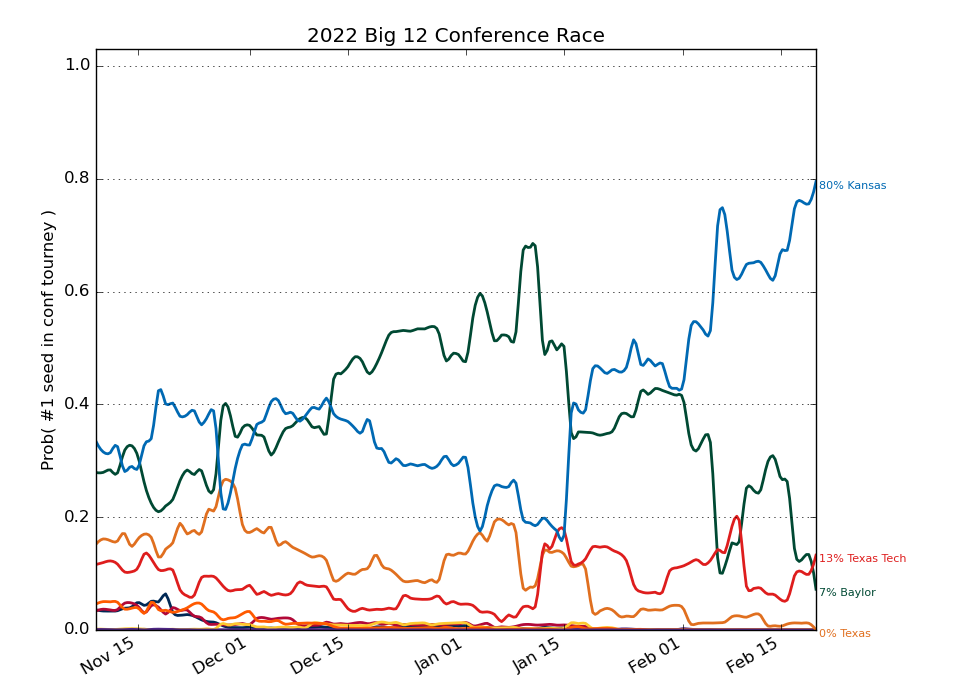 2022 Big 12 Conference Race
Prob( #1 seed in conf tourney )
1.0
0.8
0.6
0.4
0.2
0.0
Nov 15
Dec 01
Dec 15
Jan 01
Jan 15
Feb 01
Feb 15
80% Kansas
13% Texas Tech
7% Baylor
0% Texas